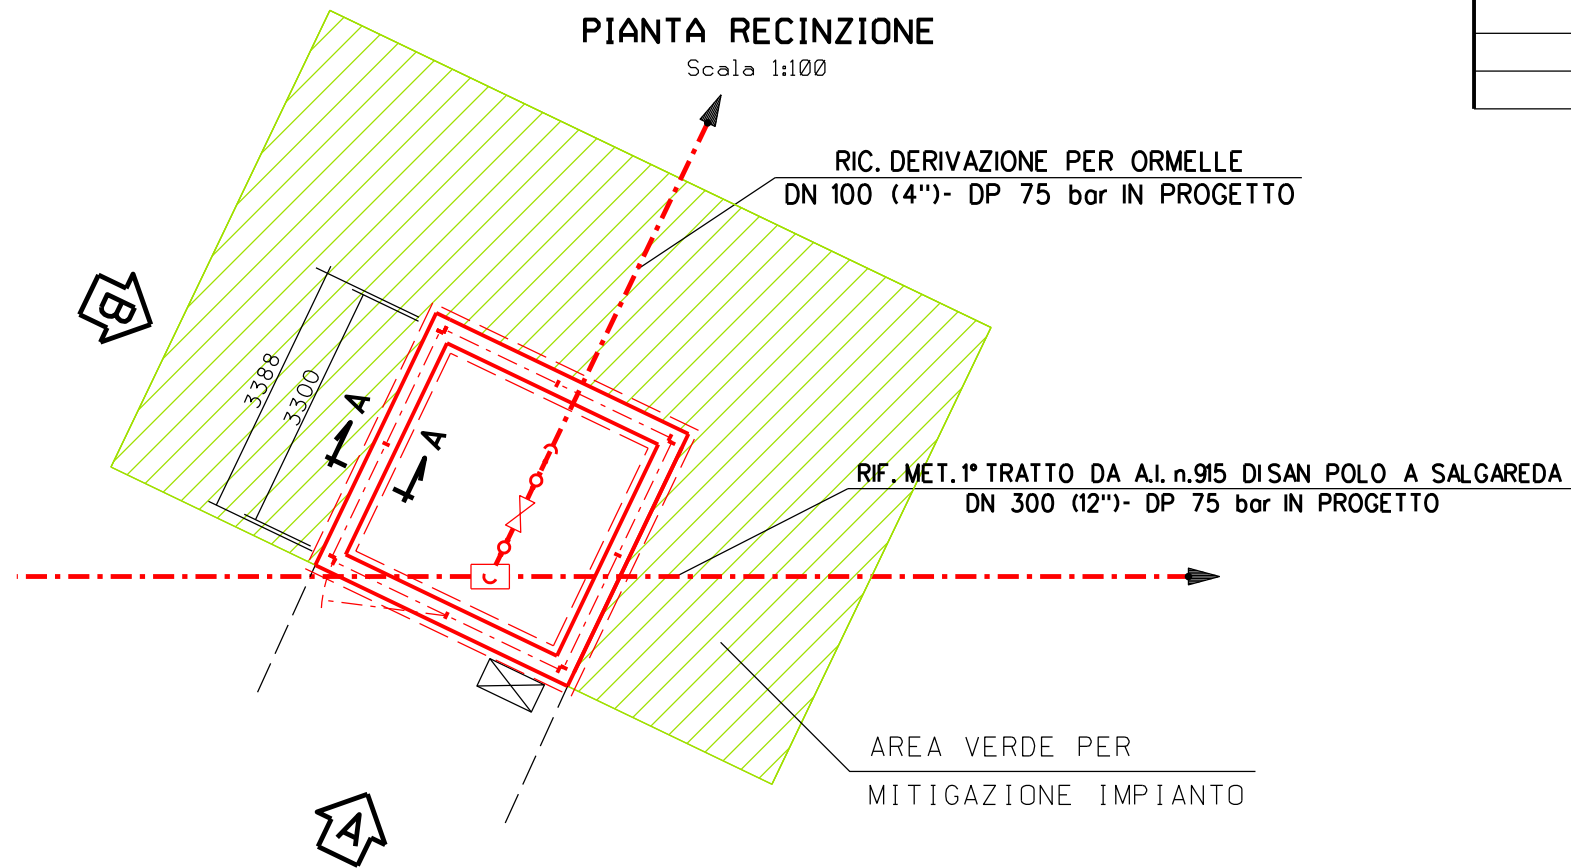 PIANTA RECINZIONE
Scala 1:100
RIC. DERIVAZIONE PER ORMELLE
DN 100 (4")- DP 75 bar IN PROGETTO
B
3388
3300
A
A
RIF. MET. 1° TRATTO DA A.I. n.915 DI SAN POLO A SALGAREDA
DN 300 (12")- DP 75 bar IN PROGETTO
AREA VERDE PER
MITIGAZIONE IMPIANTO
A